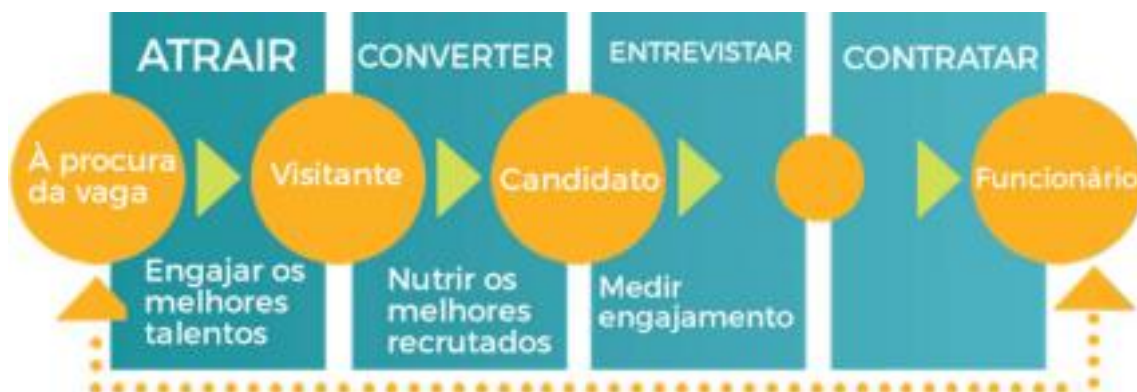 ATRAIR
CONVERTER
ENTREVISTAR
CONTRATAR
À procura
da vaga
Visitante
Candidato
Funcionário
Engajar os
melhores
talentos
Nutrir os
melhores
recrutados
Medir
engajamento